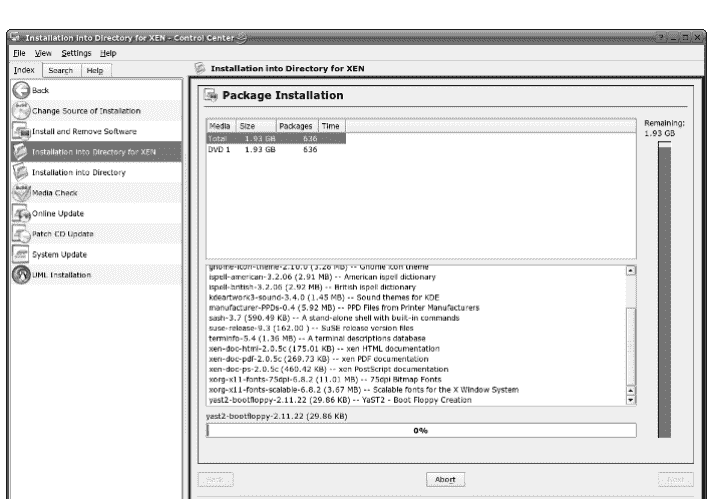 Installation into Directory for XEN - Control Center
File View Settings Help
Index Search Help
Installation into Directory for XEN
Back
Change Source of Installation
Install and Remove Software
Installation into Directory for XEN
Installation into Directory
Media Check
Online Update
Patch CD Update
System Update
UML Installation
Package Installation
Media Size Packages Time
Total 1.93 GB 636
DVD 1 1.93 GB 636
Remaining:
1.93 GB
gnome-icon-theme-2.10.0 (3.26 MB) -- Gnome Icon theme
ispell-american-3.2.06 (2.91 MB) -- American ispell dictionary
ispell-british-3.2.06 (2.92 MB) -- British ispell dictionary
kdeartwork3-sound-3.4.0 (1.45 MB) -- Sound themes for KDE
manufacturer-PPDs-0.4 (5.92 MB) -- PPD Files from Printer Manufacturers
sash-3.7 (590.49 KB) -- A stand-alone shell with built-in commands
suse-release-9.3 (162.00 ) -- SuSE release version files
terminfo-5.4 (1.36 MB) -- A terminal descriptions database
xen-doc-html-2.0.5c (175.01 KB) -- xen HTML documentation
xen-doc-pdf-2.0.5c (269.73 KB) -- xen PDF documentation
xen-doc-ps-2.0.5c (460.42 KB) -- xen PostScript documentation
xorg-x11-fonts-75dpi-6.8.2 (11.01 MB) -- 75dpi Bitmap Fonts
xorg-x11-fonts-scalable-6.8.2 (3.67 MB) -- Scalable fonts for the X Window System
yast2-bootfloppy-2.11.22 (29.86 KB) -- YaST2 - Boot Floppy Creation
yast2-bootfloppy-2.11.22 (29.86 KB)
0%
Back Abort Next